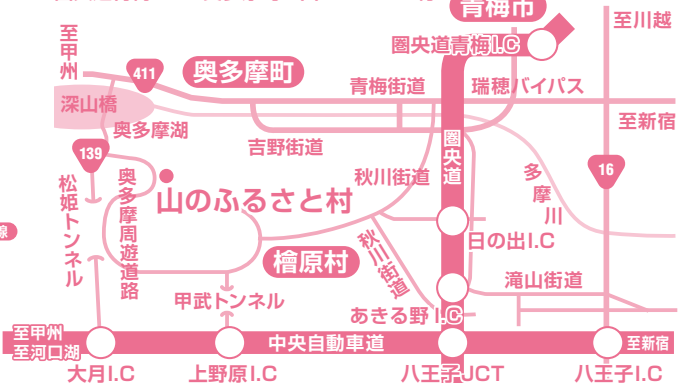 青梅市
至川越
至甲州
圏央道青梅I.C
411
奥多摩町
青梅街道
瑞穂バイパス
深山橋
奥多摩湖
至新宿
吉野街道
圏央道
139
16
秋川街道
多摩川
松姫トンネル
奥多摩周遊道路
山のふるさと村
秋川街道
日の出I.C
檜原村
滝山街道
甲武トンネル
あきる野I.C
至甲州
至河口湖
中央自動車道
至新宿
大月I.C
上野原I.C
八王子JCT
八王子I.C